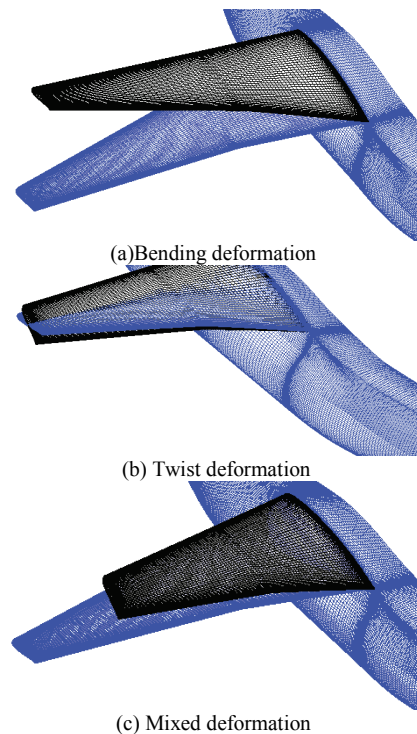 (a)Bending deformation
(b) Twist deformation
(c) Mixed deformation